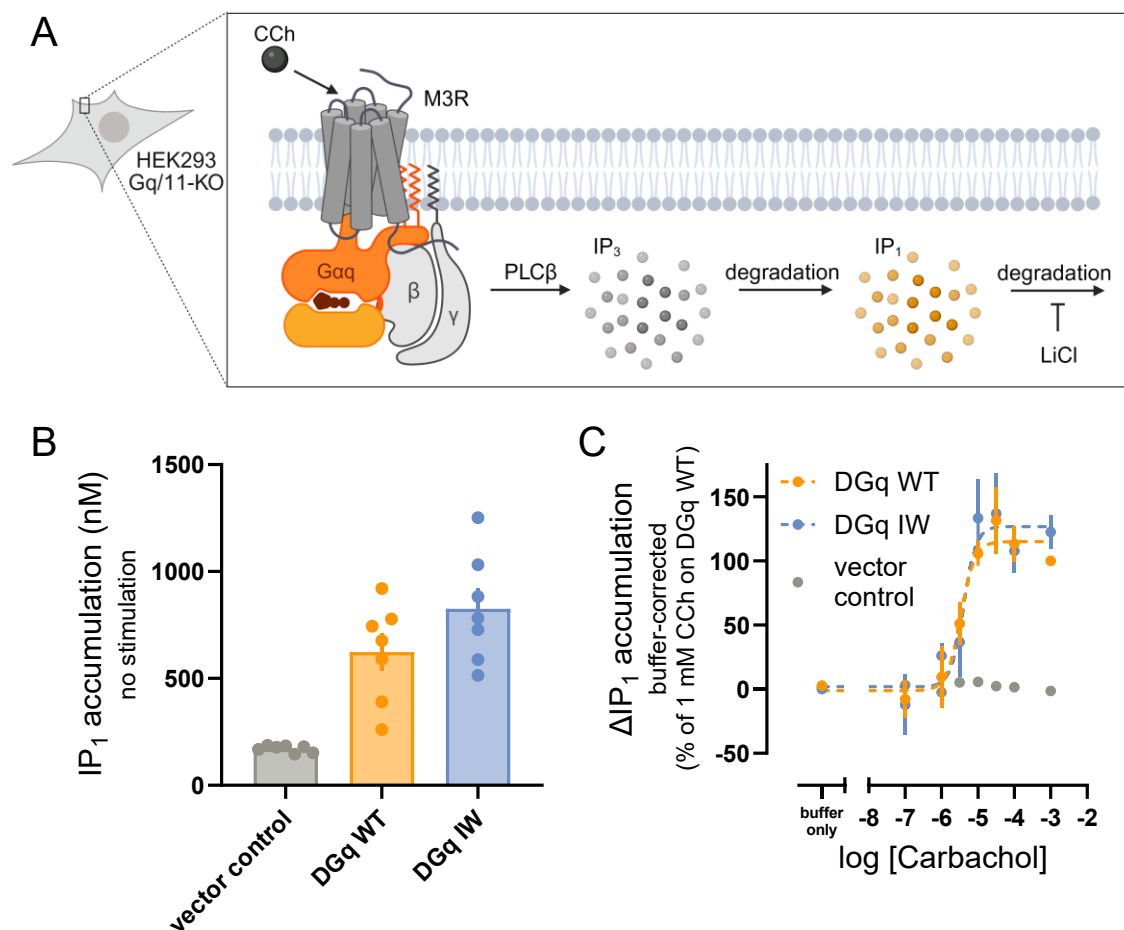 A
CCh
M3R
HEK293
Gq/11-KO
Gαq
β
γ
PLCβ
IP₃
degradation
IP₁
degradation
LiCl
B
IP₁ accumulation (nM)
no stimulation
1500
1000
500
0
vector control
DGq WT
DGq IW
C
ΔIP₁ accumulation
buffer-corrected
(% of 1 mM CCh on DGq WT)
150
100
50
0
-50
DGq WT
DGq IW
vector
control
buffer
only
-8 -7 -6 -5 -4 -3 -2
log [Carbachol]